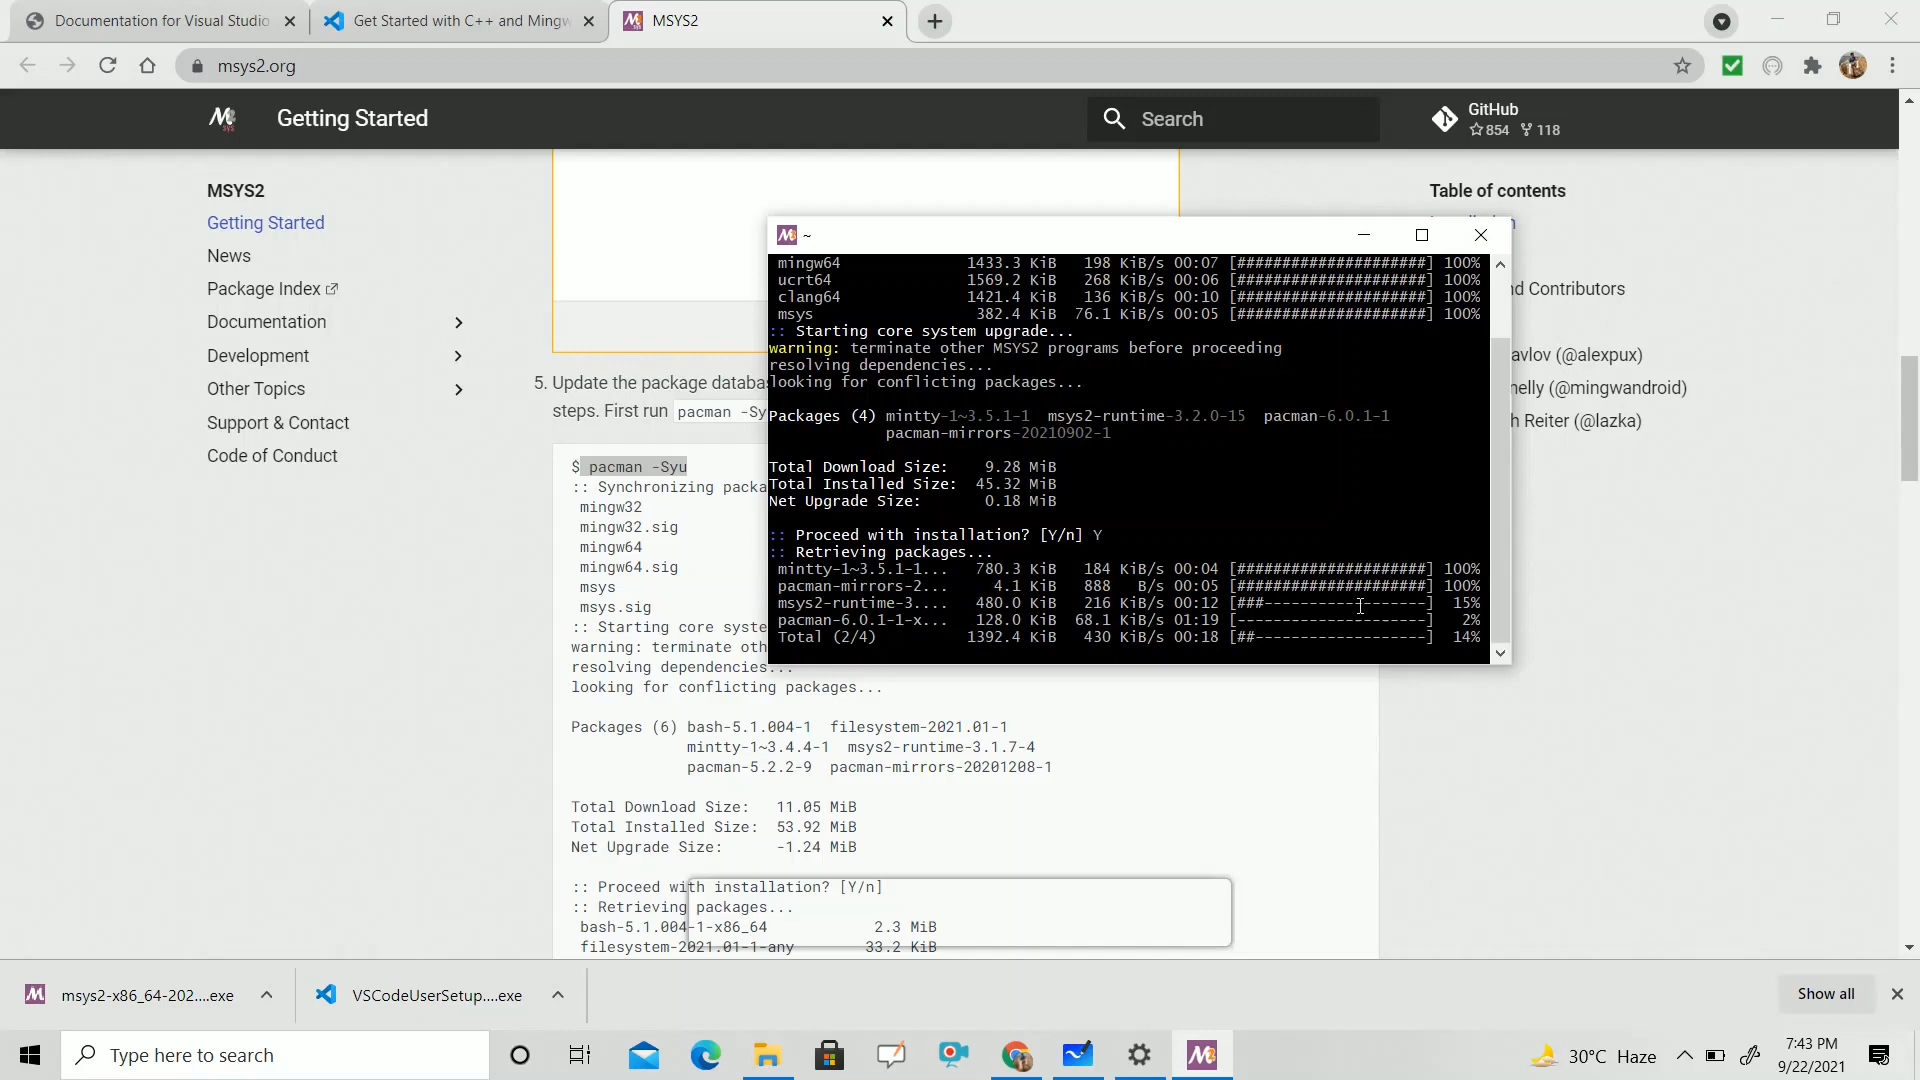 Documentation for Visual Studio
Get Started with C++ and Mingw
MSYS2
msys2.org
Getting Started
Search
GitHub
854 118
MSYS2
Getting Started
News
Package Index
Documentation
Development
Other Topics
Support & Contact
Code of Conduct
Table of contents
nd Contributors
avlov (@alexpux)
nelly (@mingwandroid)
h Reiter (@lazka)
5. Update the package databa
steps. First run pacman -Sy
$ pacman -Syu
:: Synchronizing packa
mingw32
mingw32.sig
mingw64
mingw64.sig
msys
msys.sig
:: Starting core syste
warning: terminate oth
resolving dependencies...
looking for conflicting packages...
Packages (6) bash-5.1.004-1 filesystem-2021.01-1
mintty-1~3.4.4-1 msys2-runtime-3.1.7-4
pacman-5.2.2-9 pacman-mirrors-20201208-1
Total Download Size: 11.05 MiB
Total Installed Size: 53.92 MiB
Net Upgrade Size: -1.24 MiB
:: Proceed with installation? [Y/n]
:: Retrieving packages...
bash-5.1.004-1-x86_64 2.3 MiB
filesystem-2021.01-1-any 33.2 KiB
~
mingw64 1433.3 KiB 198 KiB/s 00:07 [#####################] 100%
ucrt64 1569.2 KiB 268 KiB/s 00:06 [#####################] 100%
clang64 1421.4 KiB 136 KiB/s 00:10 [#####################] 100%
msys 382.4 KiB 76.1 KiB/s 00:05 [#####################] 100%
:: Starting core system upgrade...
warning: terminate other MSYS2 programs before proceeding
resolving dependencies...
looking for conflicting packages...
Packages (4) mintty-1~3.5.1-1 msys2-runtime-3.2.0-15 pacman-6.0.1-1
pacman-mirrors-20210902-1
Total Download Size: 9.28 MiB
Total Installed Size: 45.32 MiB
Net Upgrade Size: 0.18 MiB
:: Proceed with installation? [Y/n] Y
:: Retrieving packages...
mintty-1~3.5.1-1... 780.3 KiB 184 KiB/s 00:04 [#####################] 100%
pacman-mirrors-2... 4.1 KiB 888 B/s 00:05 [#####################] 100%
msys2-runtime-3.... 480.0 KiB 216 KiB/s 00:12 [###------------------] 15%
pacman-6.0.1-1-x... 128.0 KiB 68.1 KiB/s 01:19 [---------------------] 2%
Total (2/4) 1392.4 KiB 430 KiB/s 00:18 [##-------------------] 14%
msys2-x86_64-202....exe
VSCodeUserSetup....exe
Show all
Type here to search
30°C Haze
7:43 PM
9/22/2021